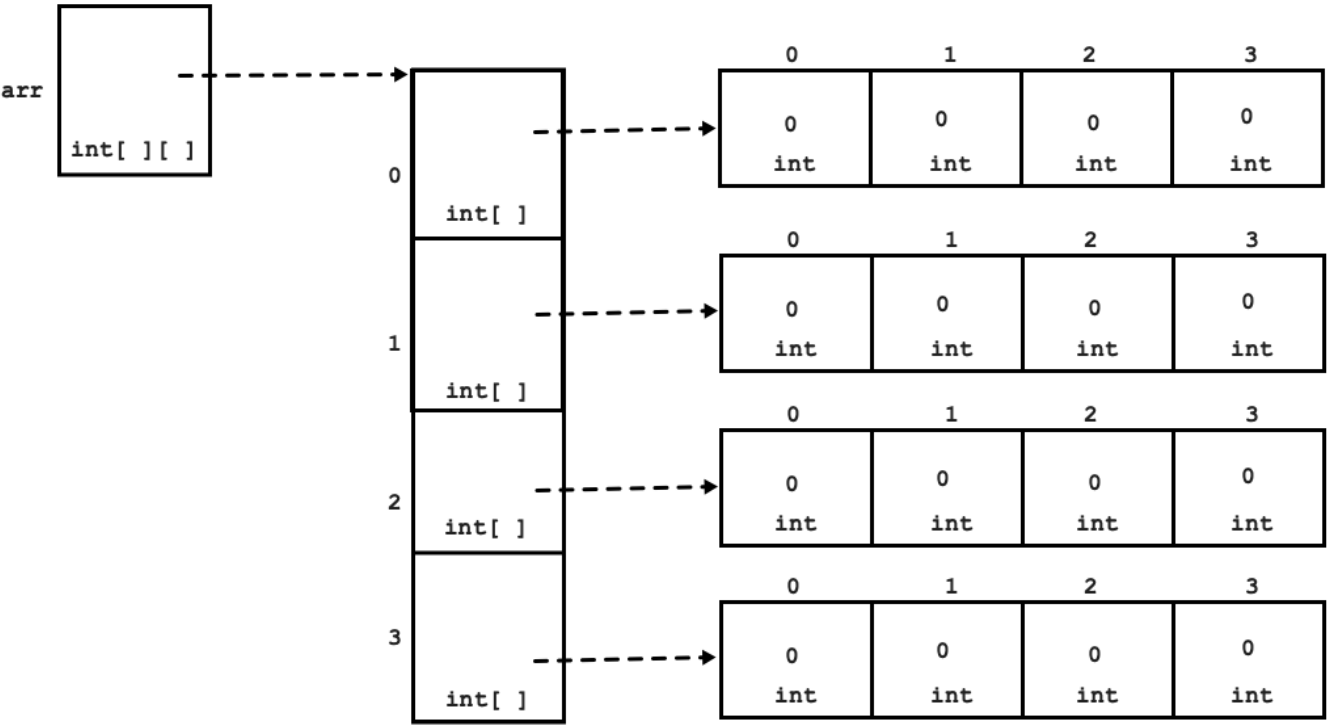 arr
int[ ][ ]
0
int[ ]
1
int[ ]
2
int[ ]
3
int[ ]
0 1 2 3
0 0 0 0
int int int int
0 1 2 3
0 0 0 0
int int int int
0 1 2 3
0 0 0 0
int int int int
0 1 2 3
0 0 0 0
int int int int